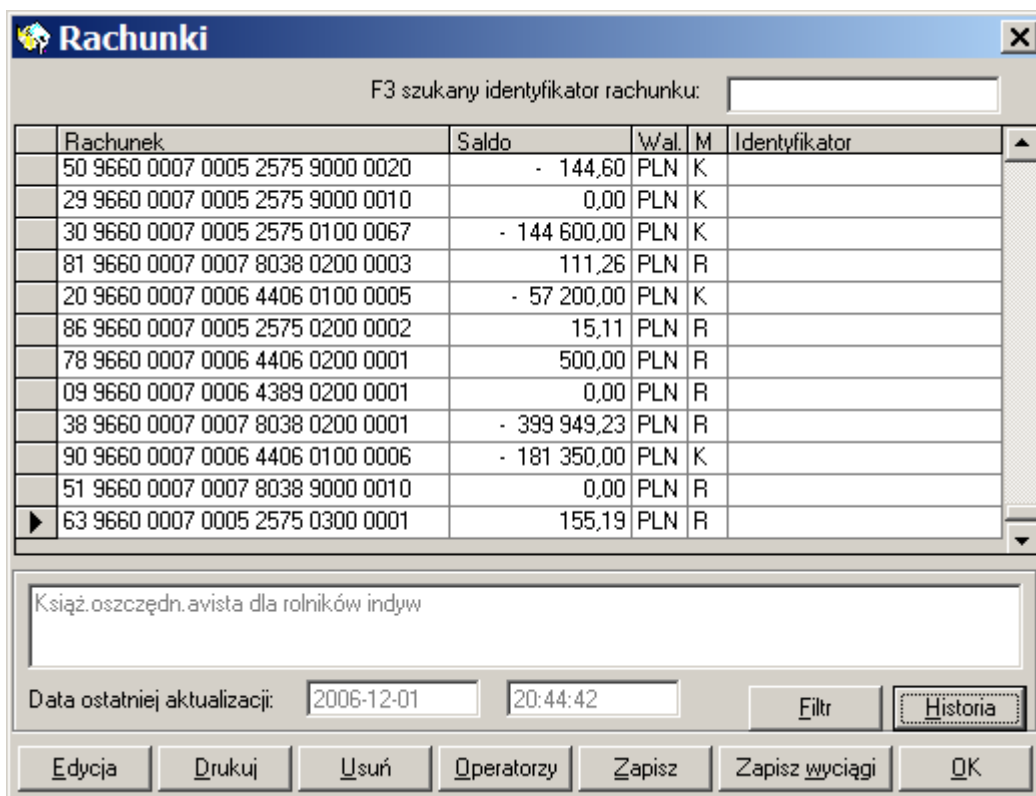 Rachunki
F3 szukany identyfikator rachunku:
Rachunek Saldo Wal. M Identyfikator
50 9660 0007 0005 2575 9000 0020 - 144,60 PLN K
29 9660 0007 0005 2575 9000 0010 0,00 PLN K
30 9660 0007 0005 2575 0100 0067 - 144 600,00 PLN K
81 9660 0007 0007 8038 0200 0003 111,26 PLN R
20 9660 0007 0006 4406 0100 0005 - 57 200,00 PLN K
86 9660 0007 0005 2575 0200 0002 15,11 PLN R
78 9660 0007 0006 4406 0200 0001 500,00 PLN R
09 9660 0007 0006 4389 0200 0001 0,00 PLN R
38 9660 0007 0007 8038 0200 0001 - 399 949,23 PLN R
90 9660 0007 0006 4406 0100 0006 - 181 350,00 PLN K
51 9660 0007 0007 8038 9000 0010 0,00 PLN R
63 9660 0007 0005 2575 0300 0001 155,19 PLN R
Książ.oszczędn.avista dla rolników indyw
Data ostatniej aktualizacji: 2006-12-01 20:44:42 Filtr Historia
Edycja Drukuj Usuń Operatorzy Zapisz Zapisz wyciągi OK